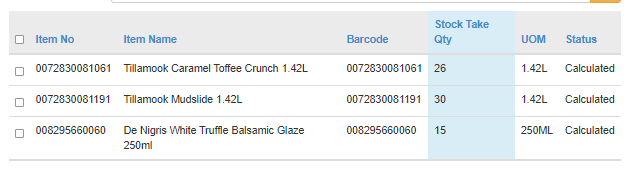 Item No Item Name Barcode Stock Take Qty UOM Status
0072830081061 Tillamook Caramel Toffee Crunch 1.42L 0072830081061 26 1.42L Calculated
0072830081191 Tillamook Mudslide 1.42L 0072830081191 30 1.42L Calculated
008295660060 De Nigris White Truffle Balsamic Glaze 250ml 008295660060 15 250ML Calculated